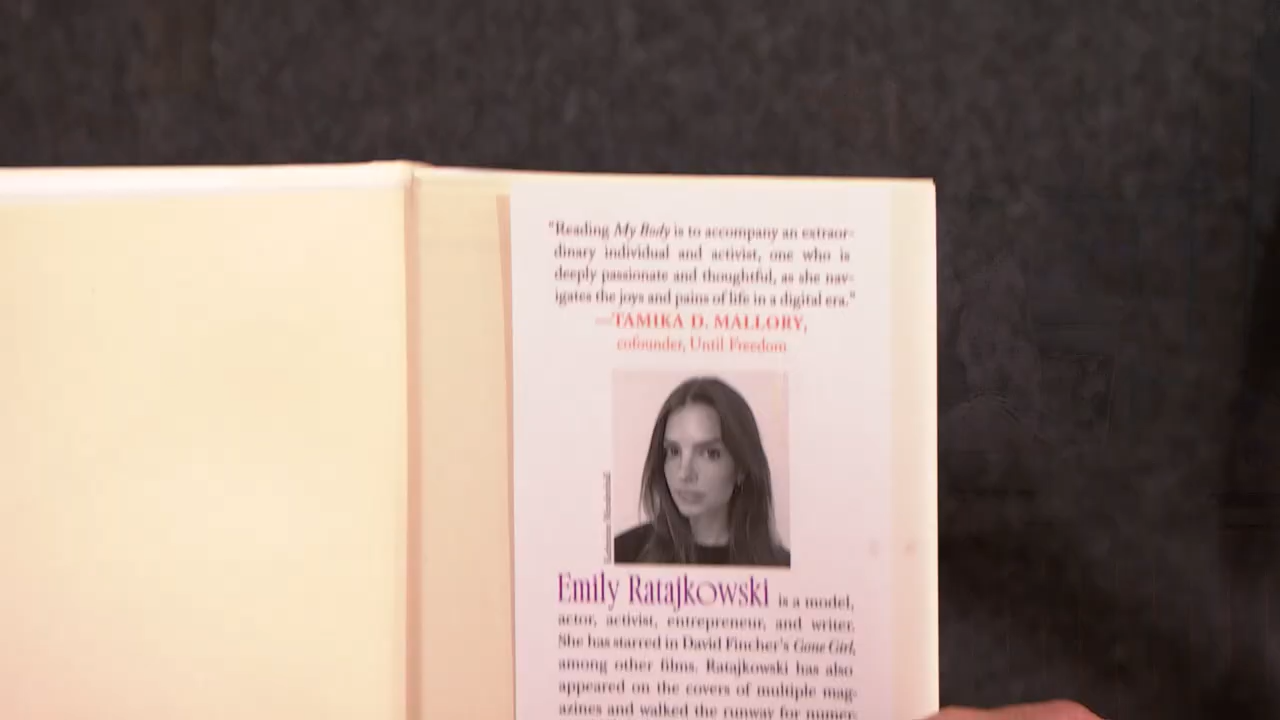 "Reading My Body is to accompany an extraor-
dinary individual and activist, one who is
deeply passionate and thoughtful, as she nav-
igates the joys and pains of life in a digital era."
—TAMIKA D. MALLORY,
cofounder, Until Freedom
Emily Ratajkowski is a model,
actor, activist, entrepreneur, and writer.
She has starred in David Fincher's Gone Girl,
among other films. Ratajkowski has also
appeared on the covers of multiple mag-
azines and walked the runway for numer-